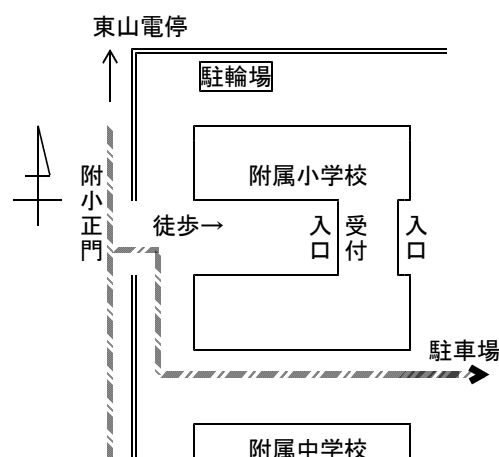 東山電停
駐輪場
附属小学校
附小正門
徒歩→
入口
受付
入口
駐車場
附属中学校